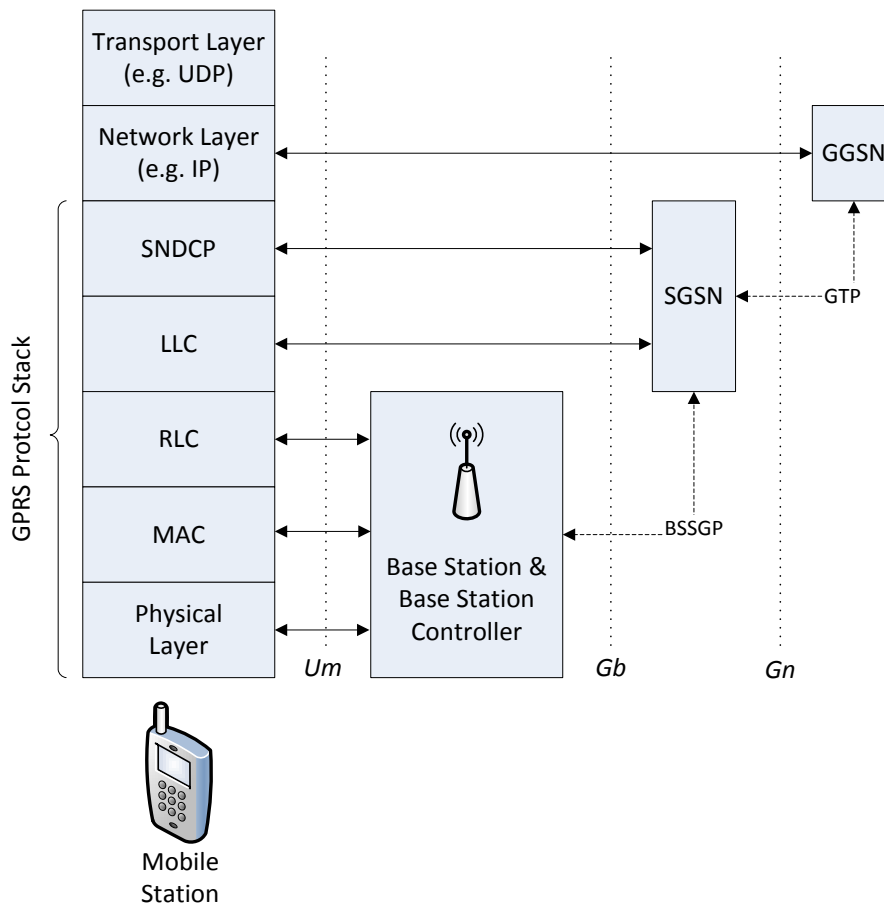 Transport Layer
(e.g. UDP)
Network Layer
(e.g. IP)
GGSN
SNDCP
SGSN
GTP
LLC
GPRS Protcol Stack
RLC
MAC
BSSGP
Base Station &
Base Station
Controller
Physical
Layer
Um
Gb
Gn
Mobile
Station